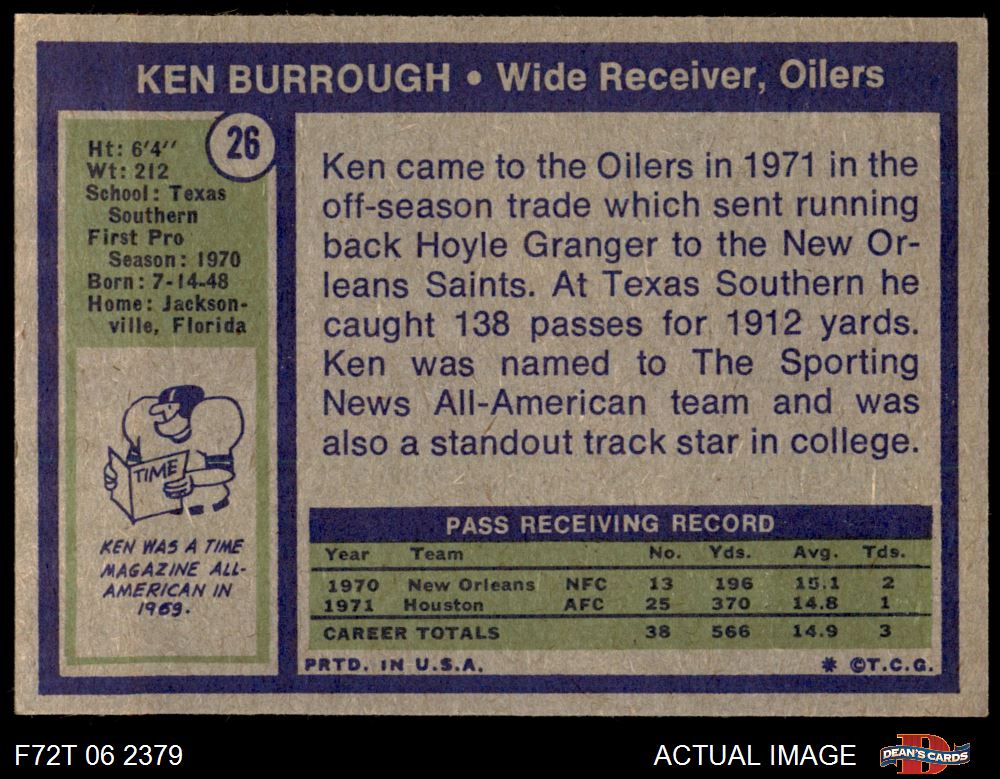 KEN BURROUGH • Wide Receiver, Oilers
26
Ht: 6'4''
Wt: 212
School: Texas
Southern
First Pro
Season: 1970
Born: 7-14-48
Home: Jackson-
ville, Florida
TIME
KEN WAS A TIME
MAGAZINE ALL-
AMERICAN IN
1969.
Ken came to the Oilers in 1971 in the
off-season trade which sent running
back Hoyle Granger to the New Or-
leans Saints. At Texas Southern he
caught 138 passes for 1912 yards.
Ken was named to The Sporting
News All-American team and was
also a standout track star in college.
PASS RECEIVING RECORD
Year Team No. Yds. Avg. Tds.
1970 New Orleans NFC 13 196 15.1 2
1971 Houston AFC 25 370 14.8 1
CAREER TOTALS 38 566 14.9 3
PRTD. IN U.S.A. * ©T.C.G.
F72T 06 2379 ACTUAL IMAGE DEAN'S CARDS